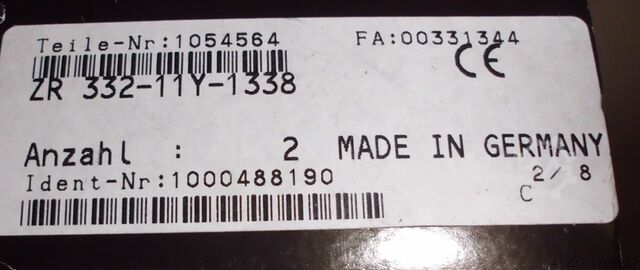 Teile-Nr:1054564 FA:00331344
CE
ZR 332-11Y-1338
Anzahl : 2 MADE IN GERMANY
Ident-Nr:1000488190 2/ 8
C